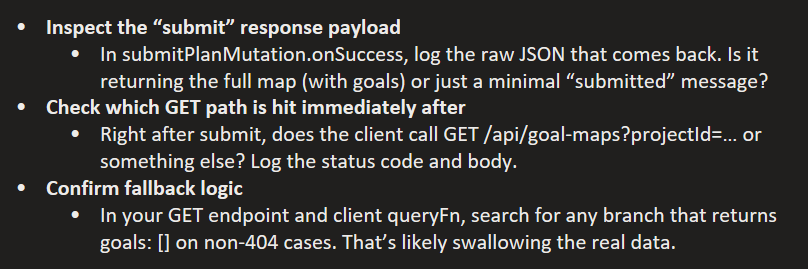 • Inspect the “submit” response payload
• In submitPlanMutation.onSuccess, log the raw JSON that comes back. Is it
returning the full map (with goals) or just a minimal “submitted” message?
• Check which GET path is hit immediately after
• Right after submit, does the client call GET /api/goal-maps?projectId=... or
something else? Log the status code and body.
• Confirm fallback logic
• In your GET endpoint and client queryFn, search for any branch that returns
goals: [] on non-404 cases. That’s likely swallowing the real data.